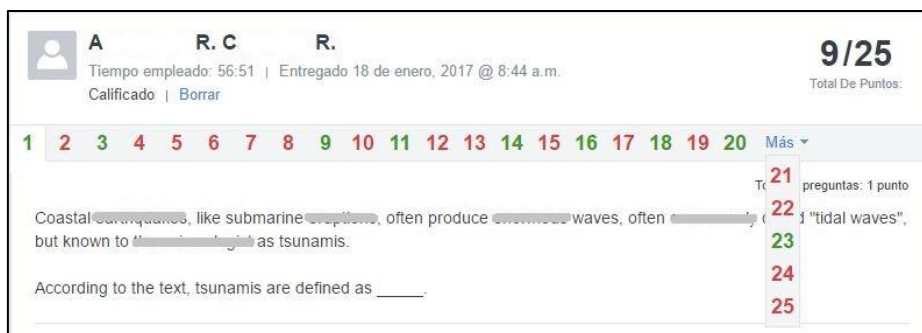 A R. C R.
9/25
Tiempo empleado: 56:51 | Entregado 18 de enero, 2017 @ 8:44 a.m.
Total De Puntos:
Calificado | Borrar
1 2 3 4 5 6 7 8 9 10 11 12 13 14 15 16 17 18 19 20 Más
21
preguntas: 1 punto
22
Coastal, like submarine, often produce waves, often "tidal waves",
23
but known to as tsunamis.
24
According to the text, tsunamis are defined as _____.
25